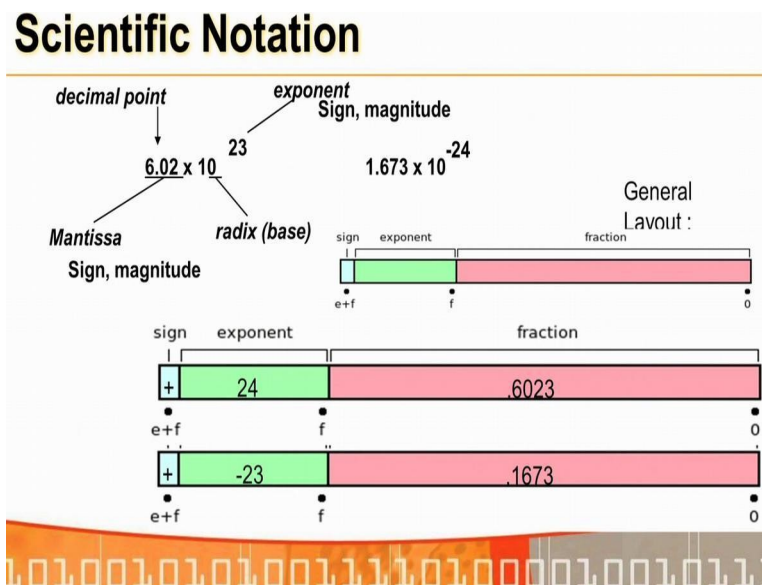 Scientific Notation
decimal point
exponent
Sign, magnitude
6.02 x 10 23
1.673 x 10 -24
Mantissa
Sign, magnitude
radix (base)
General
Layout :
sign exponent fraction
e+f f 0
sign exponent fraction
+ 24 .6023
e+f f 0
+ -23 .1673
e+f f 0